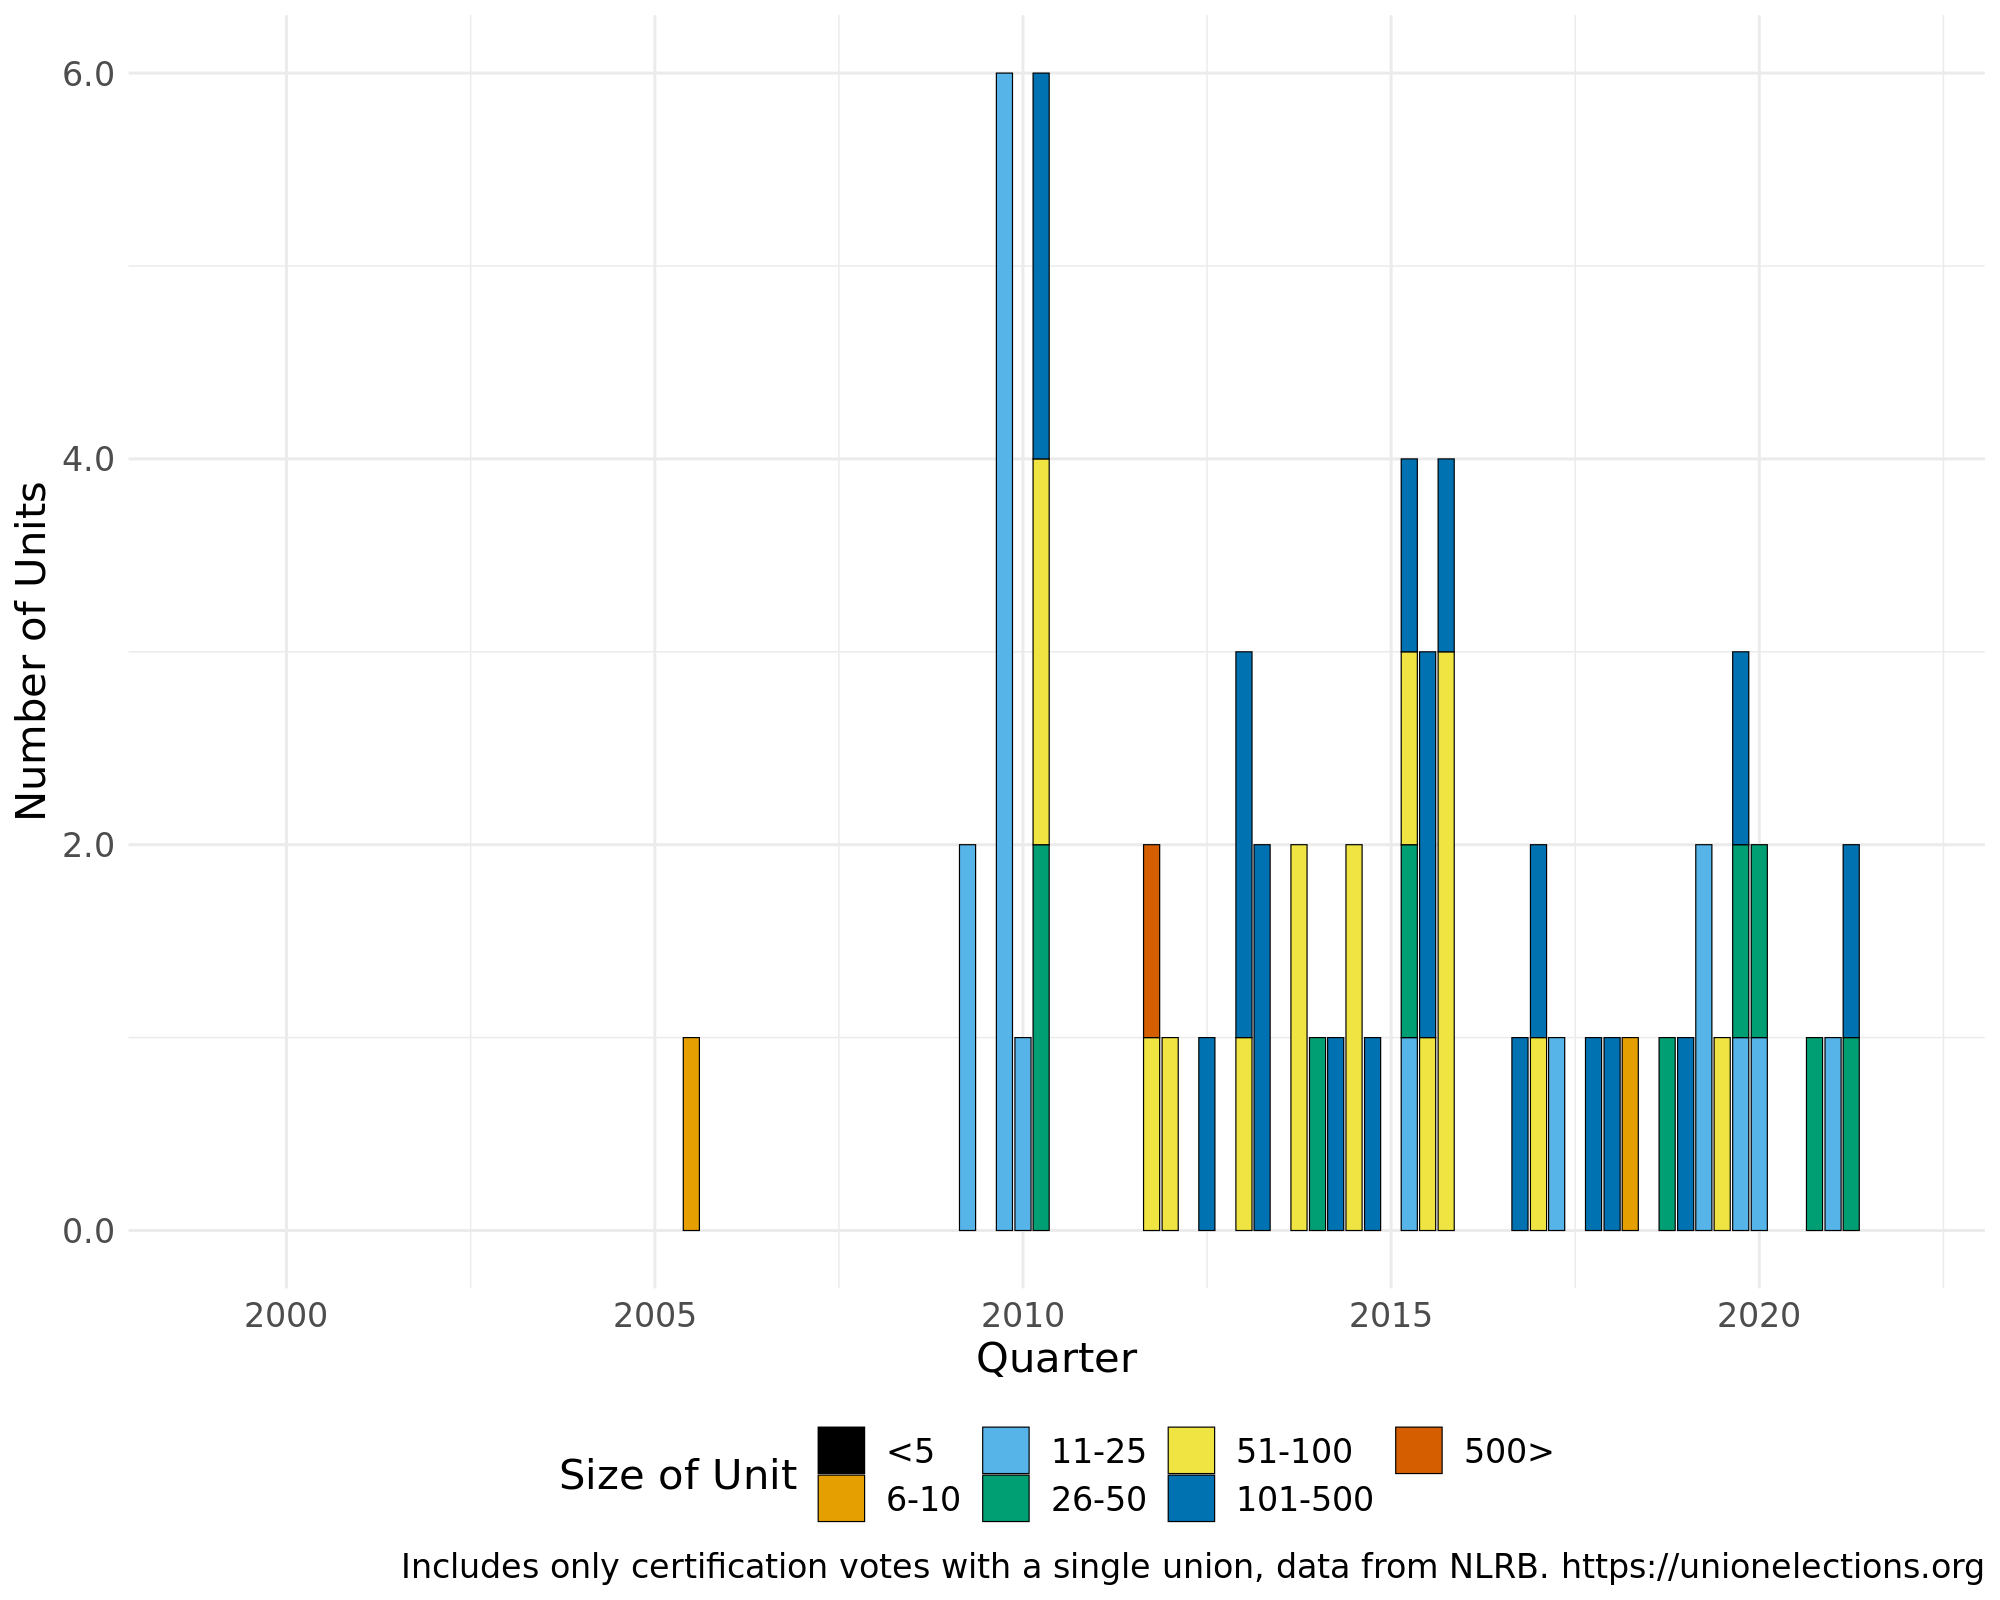 6.0
4.0
2.0
0.0
Number of Units
2000 2005 2010 2015 2020
Quarter
Size of Unit
<5 11-25 51-100 500>
6-10 26-50 101-500
Includes only certification votes with a single union, data from NLRB. https://unionelections.org